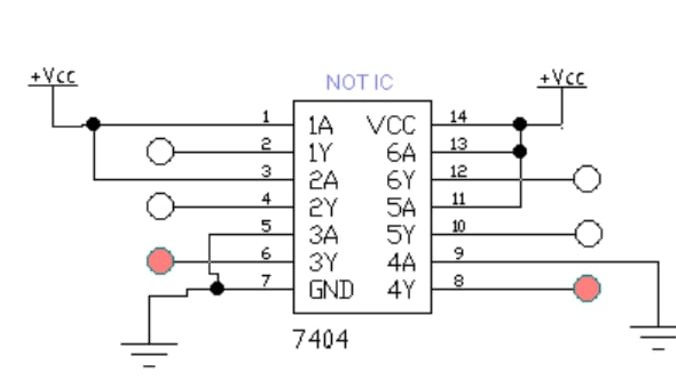 +Vcc
NOT IC
+Vcc
1 1A VCC 14
2 1Y 6A 13
3 2A 6Y 12
4 2Y 5A 11
5 3A 5Y 10
6 3Y 4A 9
7 GND 4Y 8
7404